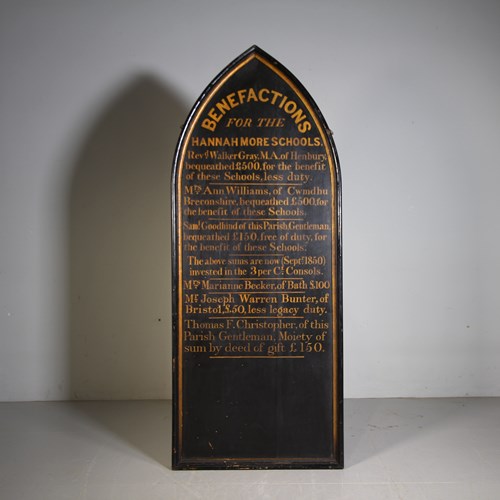 BENEFACTIONS
FOR THE
HANNAH MORE SCHOOLS.
Revd. Walker Gray, M.A. of Henbury,
bequeathed £500, for the benefit
of these Schools, less duty.
Mrs. Ann Williams, of Cwmdhu
Breconshire, bequeathed £500, for
the benefit of these Schools.
Saml. Goodhind of this Parish Gentleman,
bequeathed £150, free of duty, for
the benefit of these Schools.
The above sums are now (Sept. 1850)
invested in the 3 per Ct. Consols.
Mrs. Marianne Becker, of Bath £100
Mr. Joseph Warren Bunter, of
Bristol, £50, less legacy duty.
Thomas F. Christopher, of this
Parish Gentleman, Moiety of
sum by deed of gift £150.